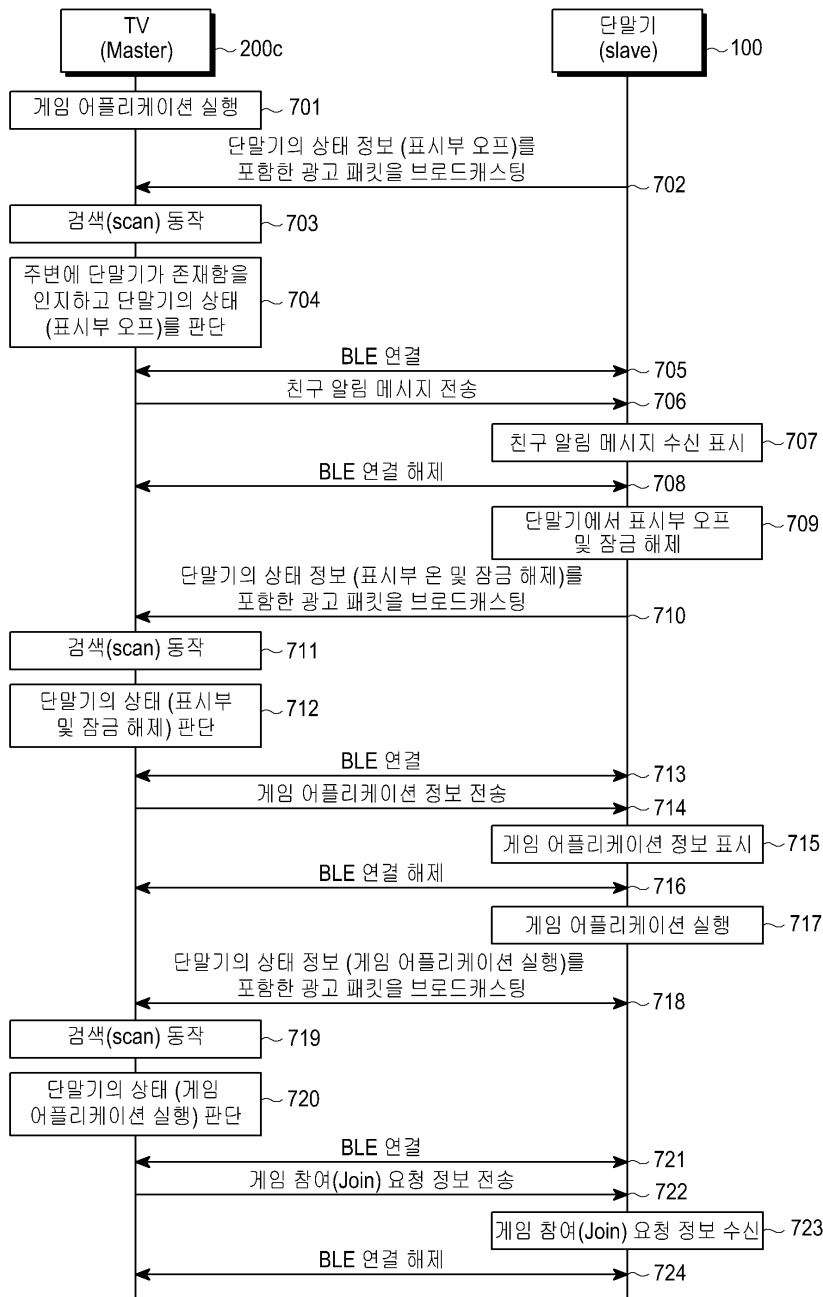 TV
(Master)
200c
단말기
(slave)
100
게임 어플리케이션 실행
701
단말기의 상태 정보 (표시부 오프)를
포함한 광고 패킷을 브로드캐스팅
702
검색(scan) 동작
703
주변에 단말기가 존재함을
인지하고 단말기의 상태
(표시부 오프)를 판단
704
BLE 연결
705
친구 알림 메시지 전송
706
친구 알림 메시지 수신 표시
707
BLE 연결 해제
708
단말기에서 표시부 오프
및 잠금 해제
709
단말기의 상태 정보 (표시부 온 및 잠금 해제)를
포함한 광고 패킷을 브로드캐스팅
710
검색(scan) 동작
711
단말기의 상태 (표시부
및 잠금 해제) 판단
712
BLE 연결
713
게임 어플리케이션 정보 전송
714
게임 어플리케이션 정보 표시
715
BLE 연결 해제
716
게임 어플리케이션 실행
717
단말기의 상태 정보 (게임 어플리케이션 실행)를
포함한 광고 패킷을 브로드캐스팅
718
검색(scan) 동작
719
단말기의 상태 (게임
어플리케이션 실행) 판단
720
BLE 연결
721
게임 참여(Join) 요청 정보 전송
722
게임 참여(Join) 요청 정보 수신
723
BLE 연결 해제
724